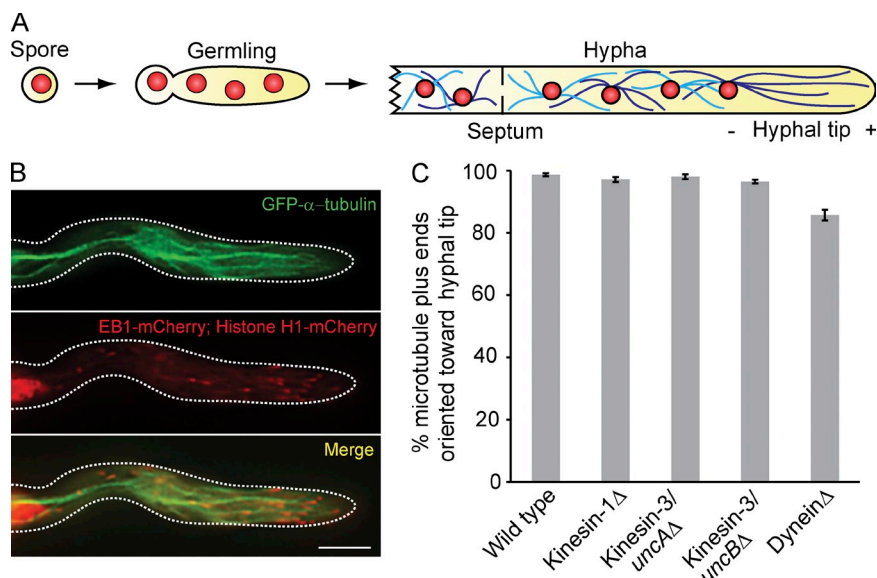 A
Spore
Germling
Hypha
Septum
- Hyphal tip +
B
GFP-α-tubulin
EB1-mCherry; Histone H1-mCherry
Merge
C
% microtubule plus ends
oriented toward hyphal tip
100
80
60
40
20
0
Wild type
Kinesin-1Δ
Kinesin-3/
uncAΔ
Kinesin-3/
uncBΔ
DyneinΔ